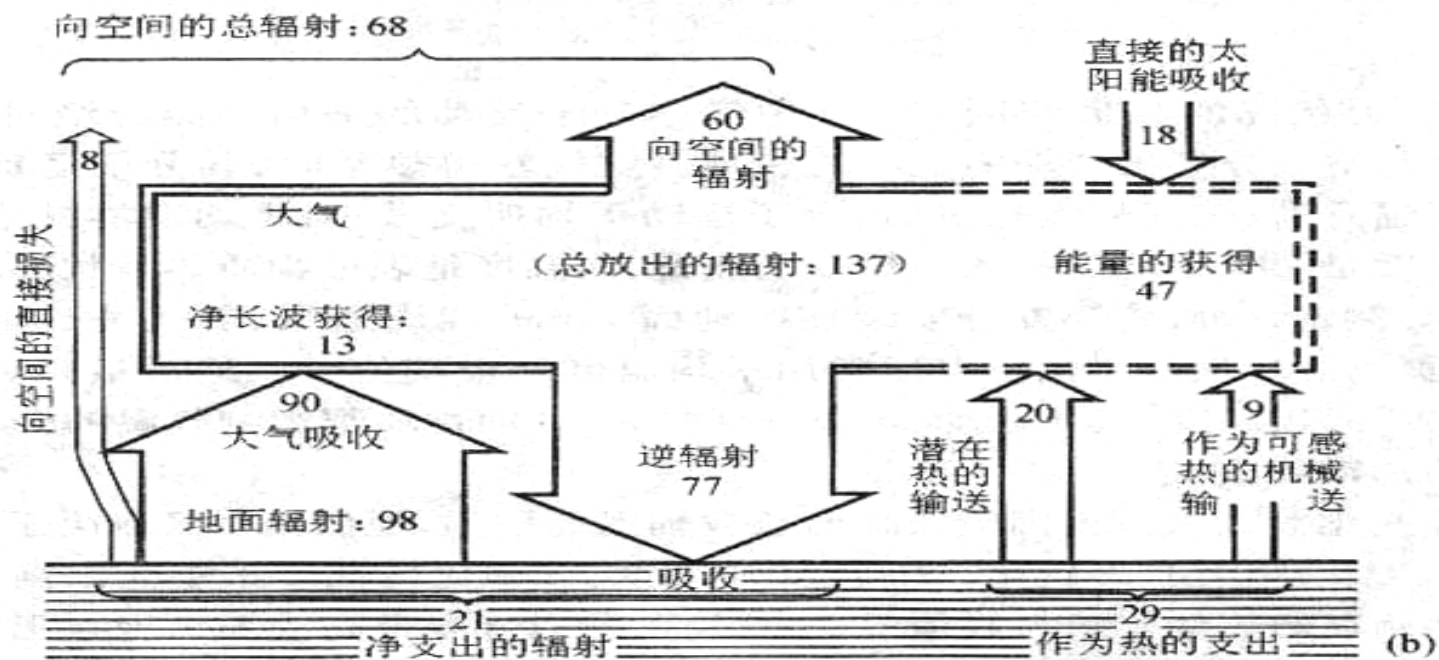 向空间的总辐射：68
直接的太
阳能吸收
60
向空间的
辐射
18
8
大气
（总放出的辐射：137）
能量的获得
47
净长波获得：
13
向空间的直接损失
90
大气吸收
地面辐射：98
逆辐射
77
20
潜在
热的
输送
9
作为可感
热的机械
输 送
吸收
21
净支出的辐射
29
作为热的支出
(b)